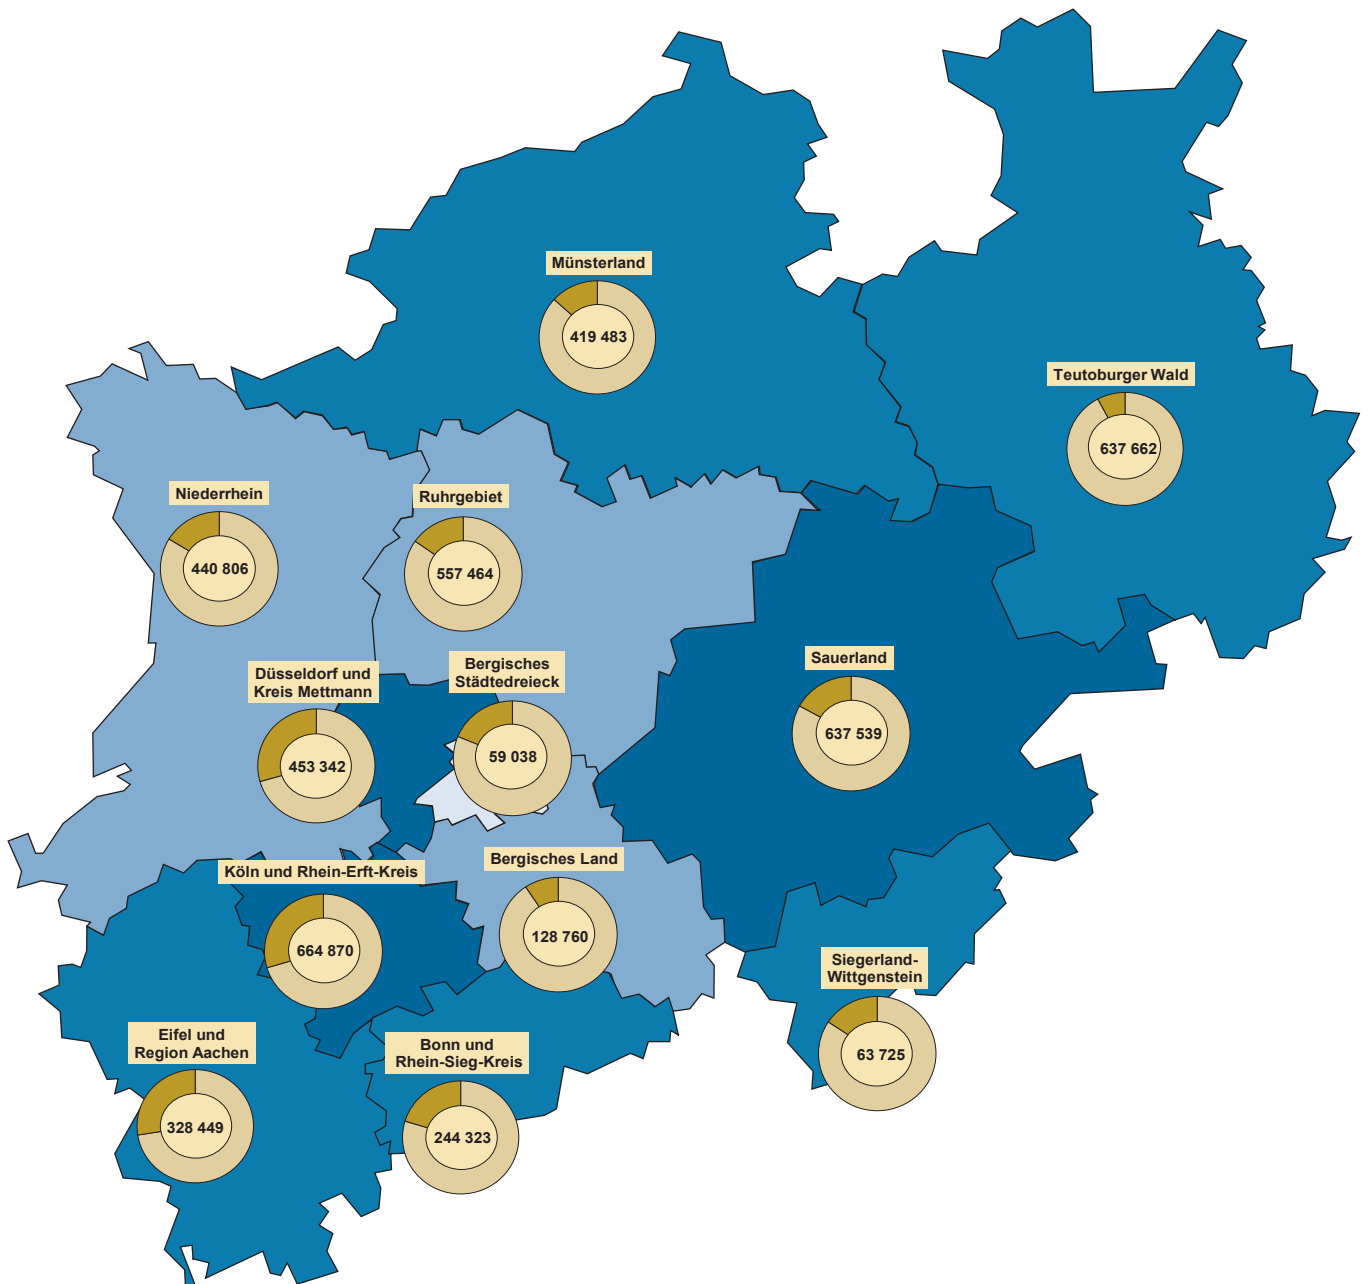 Münsterland
419 483
Teutoburger Wald
637 662
Niederrhein
440 806
Ruhrgebiet
557 464
Düsseldorf und
Kreis Mettmann
453 342
Bergisches
Städtedreieck
59 038
Sauerland
637 539
Köln und Rhein-Erft-Kreis
664 870
Bergisches Land
128 760
Siegerland-
Wittgenstein
63 725
Eifel und
Region Aachen
328 449
Bonn und
Rhein-Sieg-Kreis
244 323